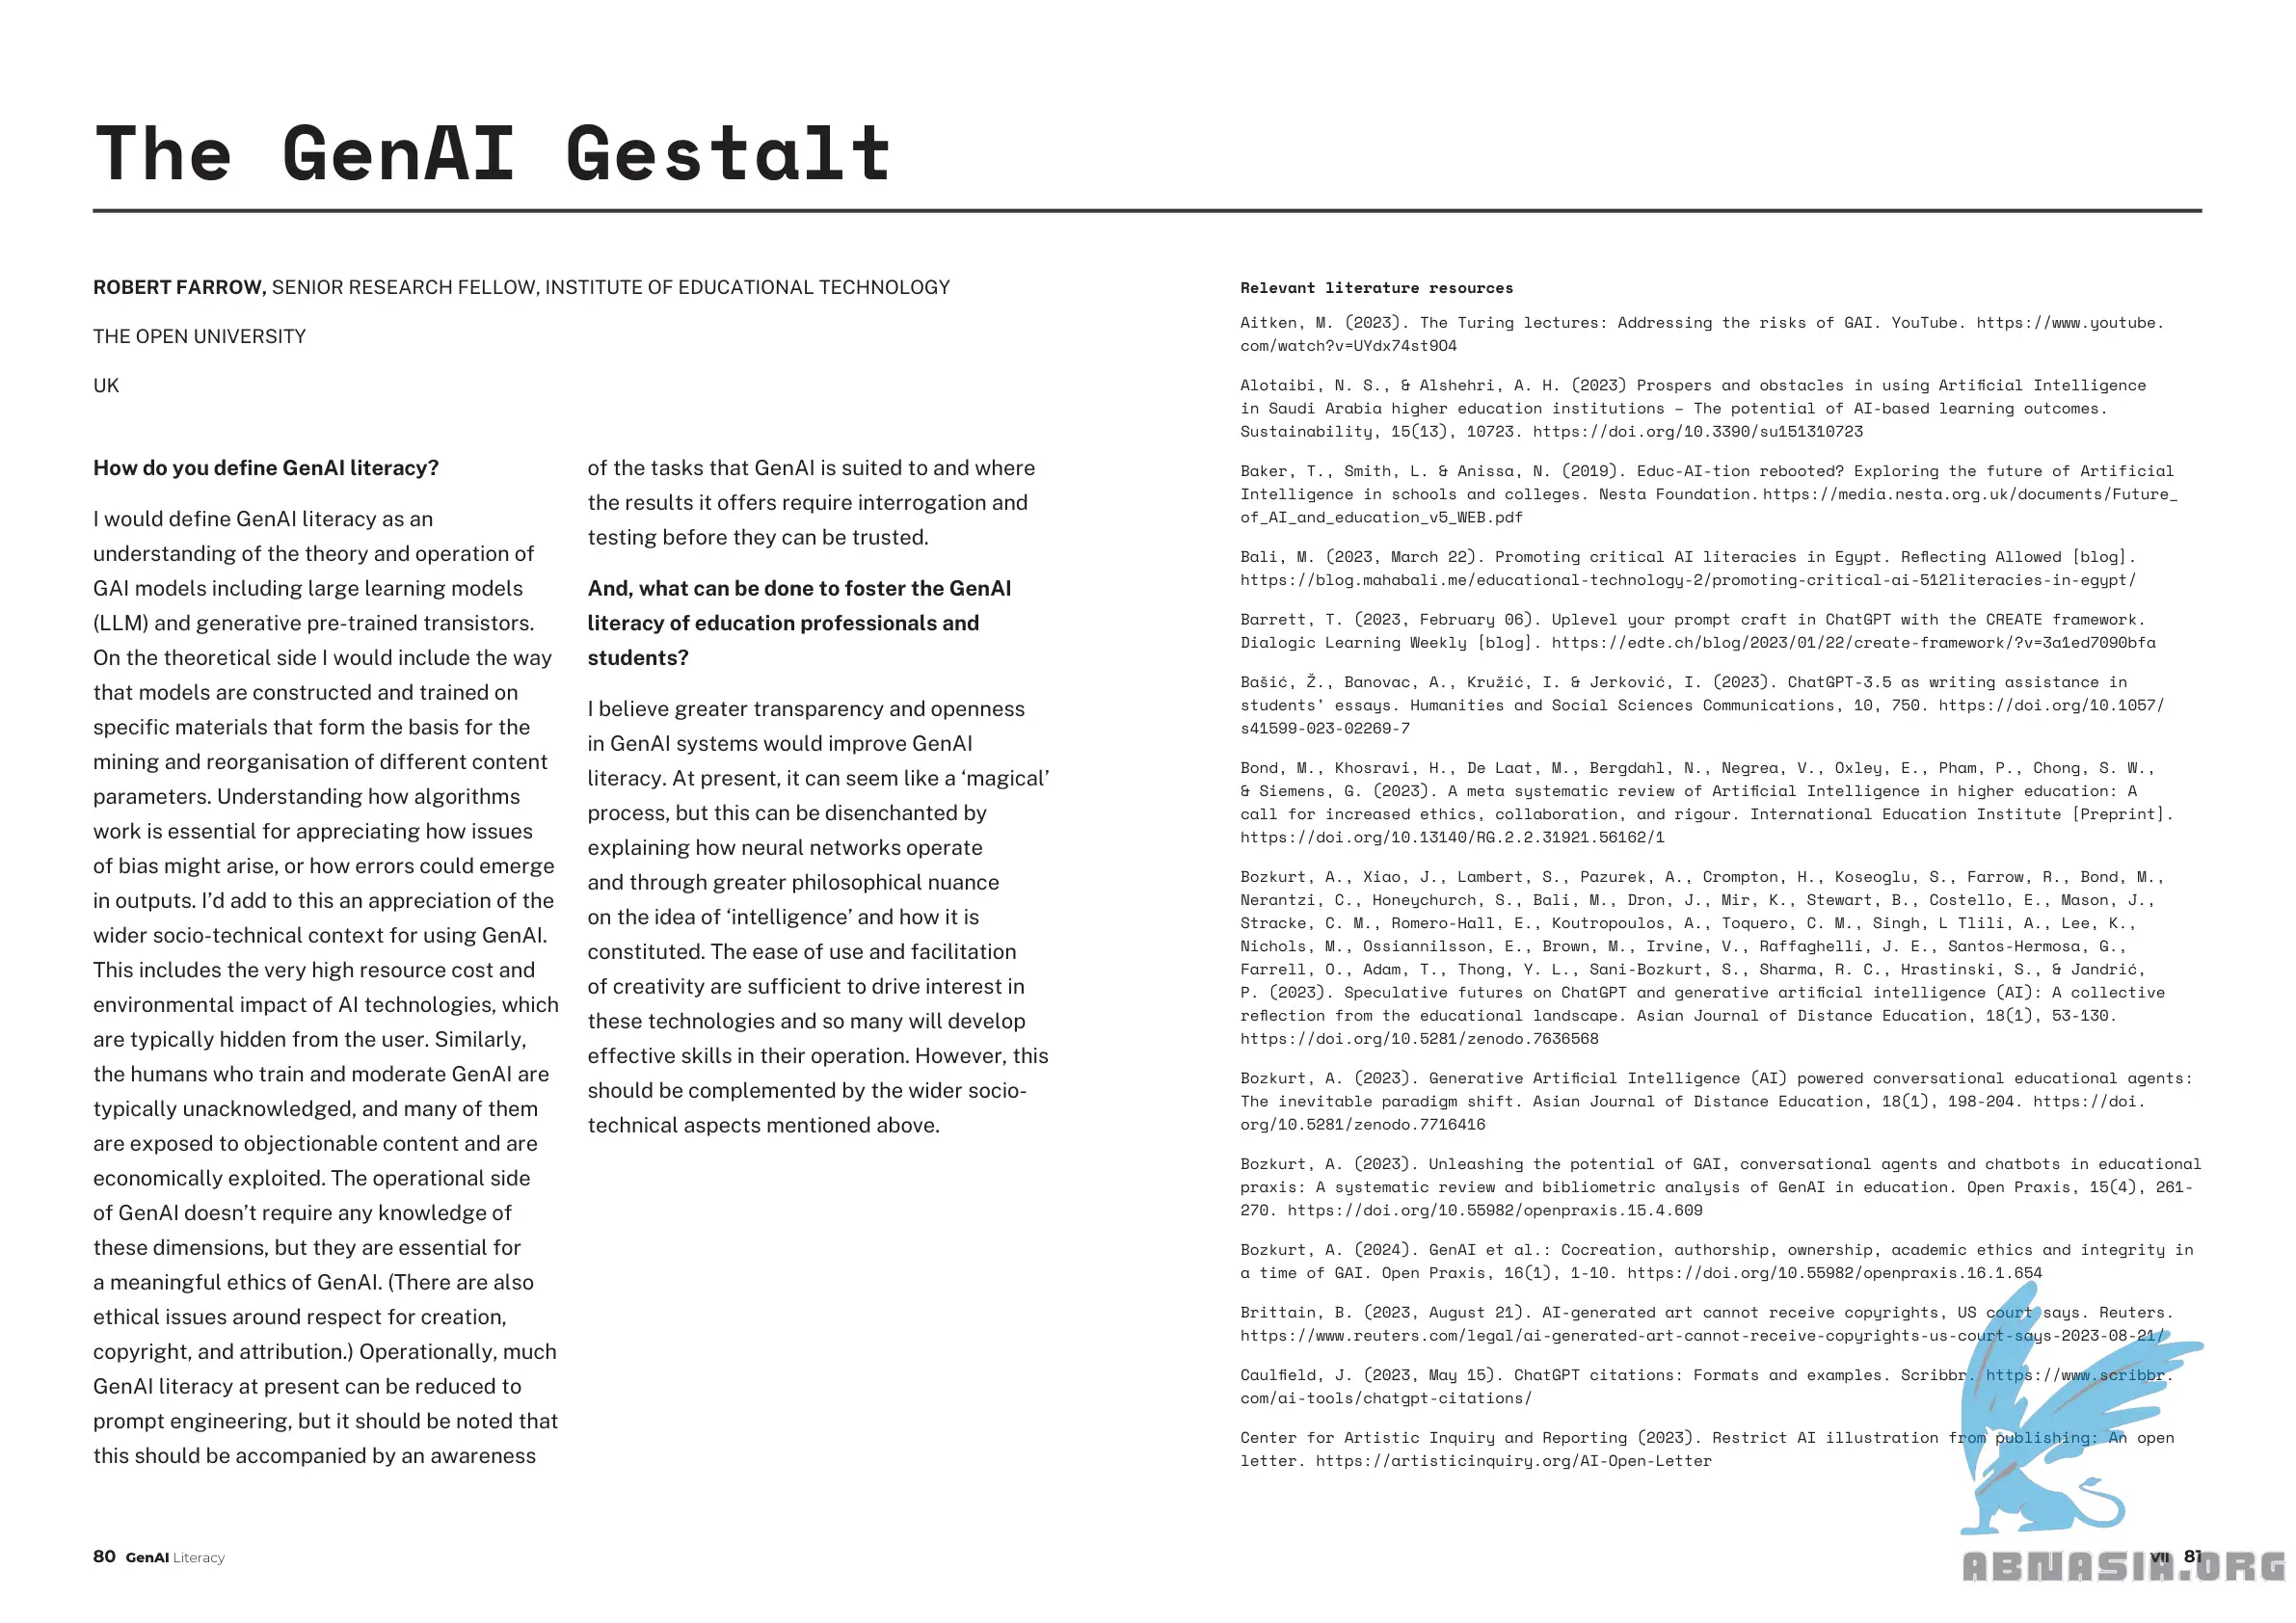 The GenAI Gestalt
ROBERT FARROW, SENIOR RESEARCH FELLOW, INSTITUTE OF EDUCATIONAL TECHNOLOGY
THE OPEN UNIVERSITY
UK
How do you define GenAI literacy?
I would define GenAI literacy as an
understanding of the theory and operation of
GAI models including large learning models
(LLM) and generative pre-trained transistors.
On the theoretical side I would include the way
that models are constructed and trained on
specific materials that form the basis for the
mining and reorganisation of different content
parameters. Understanding how algorithms
work is essential for appreciating how issues
of bias might arise, or how errors could emerge
in outputs. I’d add to this an appreciation of the
wider socio-technical context for using GenAI.
This includes the very high resource cost and
environmental impact of AI technologies, which
are typically hidden from the user. Similarly,
the humans who train and moderate GenAI are
typically unacknowledged, and many of them
are exposed to objectionable content and are
economically exploited. The operational side
of GenAI doesn’t require any knowledge of
these dimensions, but they are essential for
a meaningful ethics of GenAI. (There are also
ethical issues around respect for creation,
copyright, and attribution.) Operationally, much
GenAI literacy at present can be reduced to
prompt engineering, but it should be noted that
this should be accompanied by an awareness
of the tasks that GenAI is suited to and where
the results it offers require interrogation and
testing before they can be trusted.
And, what can be done to foster the GenAI
literacy of education professionals and
students?
I believe greater transparency and openness
in GenAI systems would improve GenAI
literacy. At present, it can seem like a ‘magical’
process, but this can be disenchanted by
explaining how neural networks operate
and through greater philosophical nuance
on the idea of ‘intelligence’ and how it is
constituted. The ease of use and facilitation
of creativity are sufficient to drive interest in
these technologies and so many will develop
effective skills in their operation. However, this
should be complemented by the wider socio-
technical aspects mentioned above.
Relevant literature resources
Aitken, M. (2023). The Turing lectures: Addressing the risks of GAI. YouTube. https://www.youtube.
com/watch?v=UYdx74st9O4
Alotaibi, N. S., & Alshehri, A. H. (2023) Prospers and obstacles in using Artificial Intelligence
in Saudi Arabia higher education institutions – The potential of AI-based learning outcomes.
Sustainability, 15(13), 10723. https://doi.org/10.3390/su151310723
Baker, T., Smith, L. & Anissa, N. (2019). Educ-AI-tion rebooted? Exploring the future of Artificial
Intelligence in schools and colleges. Nesta Foundation. https://media.nesta.org.uk/documents/Future_
of_AI_and_education_v5_WEB.pdf
Bali, M. (2023, March 22). Promoting critical AI literacies in Egypt. Reflecting Allowed [blog].
https://blog.mahabali.me/educational-technology-2/promoting-critical-ai-512literacies-in-egypt/
Barrett, T. (2023, February 06). Uplevel your prompt craft in ChatGPT with the CREATE framework.
Dialogic Learning Weekly [blog]. https://edte.ch/blog/2023/01/22/create-framework/?v=3a1ed7090bfa
Bašić, Ž., Banovac, A., Kružić, I. & Jerković, I. (2023). ChatGPT-3.5 as writing assistance in
students’ essays. Humanities and Social Sciences Communications, 10, 750. https://doi.org/10.1057/
s41599-023-02269-7
Bond, M., Khosravi, H., De Laat, M., Bergdahl, N., Negrea, V., Oxley, E., Pham, P., Chong, S. W.,
& Siemens, G. (2023). A meta systematic review of Artificial Intelligence in higher education: A
call for increased ethics, collaboration, and rigour. International Education Institute [Preprint].
https://doi.org/10.13140/RG.2.2.31921.56162/1
Bozkurt, A., Xiao, J., Lambert, S., Pazurek, A., Crompton, H., Koseoglu, S., Farrow, R., Bond, M.,
Nerantzi, C., Honeychurch, S., Bali, M., Dron, J., Mir, K., Stewart, B., Costello, E., Mason, J.,
Stracke, C. M., Romero-Hall, E., Koutropoulos, A., Toquero, C. M., Singh, L Tlili, A., Lee, K.,
Nichols, M., Ossiannilsson, E., Brown, M., Irvine, V., Raffaghelli, J. E., Santos-Hermosa, G.,
Farrell, O., Adam, T., Thong, Y. L., Sani-Bozkurt, S., Sharma, R. C., Hrastinski, S., & Jandrić,
P. (2023). Speculative futures on ChatGPT and generative artificial intelligence (AI): A collective
reflection from the educational landscape. Asian Journal of Distance Education, 18(1), 53-130.
https://doi.org/10.5281/zenodo.7636568
Bozkurt, A. (2023). Generative Artificial Intelligence (AI) powered conversational educational agents:
The inevitable paradigm shift. Asian Journal of Distance Education, 18(1), 198-204. https://doi.
org/10.5281/zenodo.7716416
Bozkurt, A. (2023). Unleashing the potential of GAI, conversational agents and chatbots in educational
praxis: A systematic review and bibliometric analysis of GenAI in education. Open Praxis, 15(4), 261-
270. https://doi.org/10.55982/openpraxis.15.4.609
Bozkurt, A. (2024). GenAI et al.: Cocreation, authorship, ownership, academic ethics and integrity in
a time of GAI. Open Praxis, 16(1), 1-10. https://doi.org/10.55982/openpraxis.16.1.654
Brittain, B. (2023, August 21). AI-generated art cannot receive copyrights, US court says. Reuters.
https://www.reuters.com/legal/ai-generated-art-cannot-receive-copyrights-us-court-says-2023-08-21/
Caulfield, J. (2023, May 15). ChatGPT citations: Formats and examples. Scribbr. https://www.scribbr.
com/ai-tools/chatgpt-citations/
Center for Artistic Inquiry and Reporting (2023). Restrict AI illustration from publishing: An open
letter. https://artisticinquiry.org/AI-Open-Letter
80 GenAI Literacy
VII 81
ABNASIA.ORG